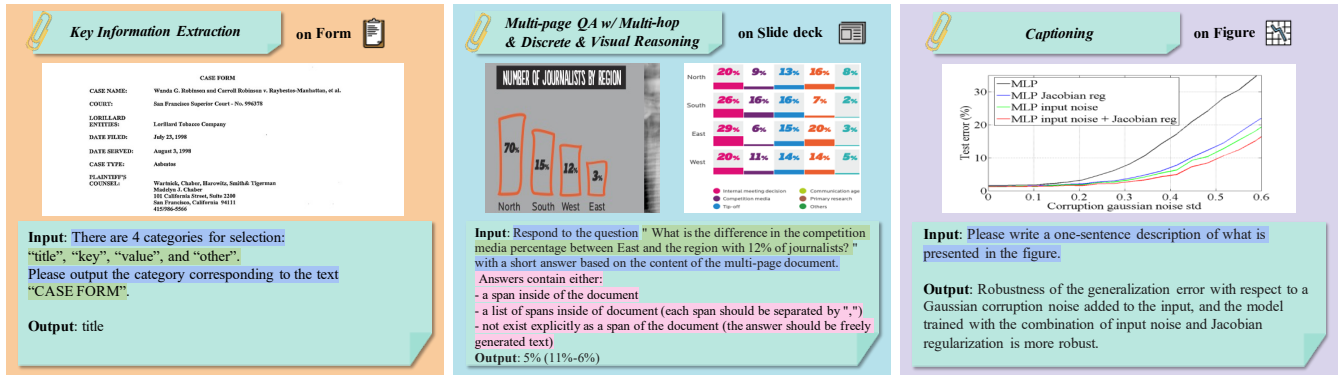 Key Information Extraction
on Form
CASE FORM
CASE NAME: Wanda G. Robinson and Carroll Robinson v. Raybestos-Manhattan, et al.
COURT: San Francisco Superior Court - No. 996378
LORILLARD
ENTITIES: Lorillard Tobacco Company
DATE FILED: July 23, 1998
DATE SERVED: August 3, 1998
CASE TYPE: Asbestos
PLAINTIFF'S
COUNSEL: Wartnick, Chaber, Harowitz, Smith& Tigerman
Madelyn J. Chaber
101 California Street, Suite 2200
San Francisco, California 94111
415/986-5566
Input: There are 4 categories for selection:
“title”, “key”, “value”, and “other”.
Please output the category corresponding to the text
“CASE FORM”.
Output: title
Multi-page QA w/ Multi-hop
& Discrete & Visual Reasoning
on Slide deck
NUMBER OF JOURNALISTS BY REGION
70%
15%
12%
3%
North South West East
North 20% 9% 13% 16% 8%
South 26% 16% 16% 7% 2%
East 29% 6% 15% 20% 3%
West 20% 11% 14% 14% 5%
Internal meeting decision
Communication age
Competition media
Primary research
Tip-off
Others
Input: Respond to the question " What is the difference in the competition
media percentage between East and the region with 12% of journalists? "
with a short answer based on the content of the multi-page document.
Answers contain either:
- a span inside of the document
- a list of spans inside of document (each span should be separated by ",")
- not exist explicitly as a span of the document (the answer should be freely
generated text)
Output: 5% (11%-6%)
Captioning
on Figure
MLP
MLP Jacobian reg
MLP input noise
MLP input noise + Jacobian reg
Test error (%)
30
20
10
0
0 0.1 0.2 0.3 0.4 0.5 0.6
Corruption gaussian noise std
Input: Please write a one-sentence description of what is
presented in the figure.
Output: Robustness of the generalization error with respect to a
Gaussian corruption noise added to the input, and the model
trained with the combination of input noise and Jacobian
regularization is more robust.